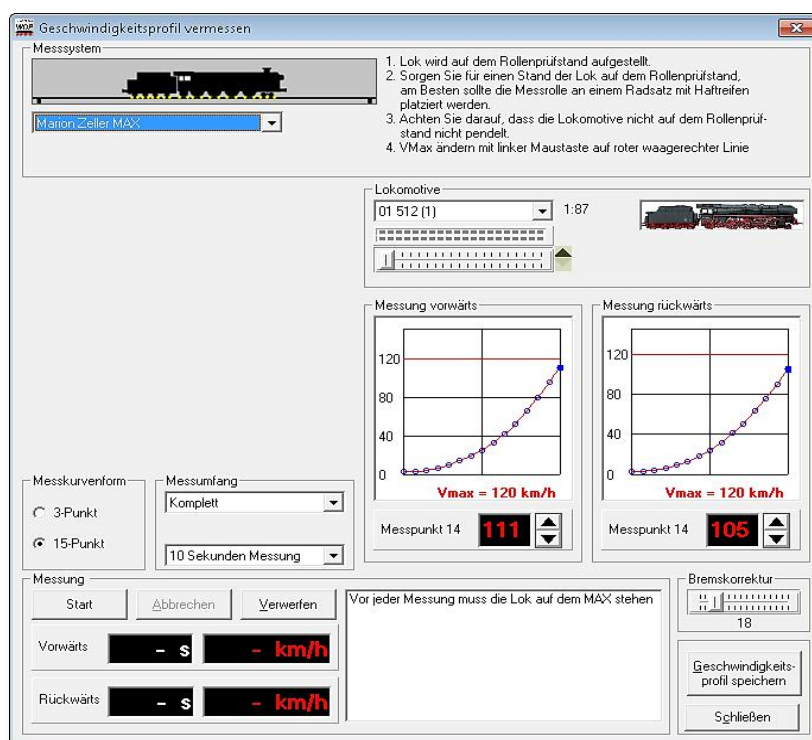 WDP Geschwindigkeitsprofil vermessen
Messsystem
Marion Zeller MAX
1. Lok wird auf dem Rollenprüfstand aufgestellt.
2. Sorgen Sie für einen Stand der Lok auf dem Rollenprüfstand,
am Besten sollte die Messrolle an einem Radsatz mit Haftreifen
platziert werden.
3. Achten Sie darauf, dass die Lokomotive nicht auf dem Rollenprüf-
stand nicht pendelt.
4. VMax ändern mit linker Maustaste auf roter waagerechter Linie
Lokomotive
01 512 (1)
1:87
Messung vorwärts
120
80
40
0
Vmax = 120 km/h
Messpunkt 14
111
Messung rückwärts
120
80
40
0
Vmax = 120 km/h
Messpunkt 14
105
Messkurvenform
3-Punkt
15-Punkt
Messumfang
Komplett
10 Sekunden Messung
Messung
Start
Abbrechen
Verwerfen
Vorwärts
- s
- km/h
Rückwärts
- s
- km/h
Vor jeder Messung muss die Lok auf dem MAX stehen
Bremskorrektur
18
Geschwindigkeits-
profil speichern
Schließen